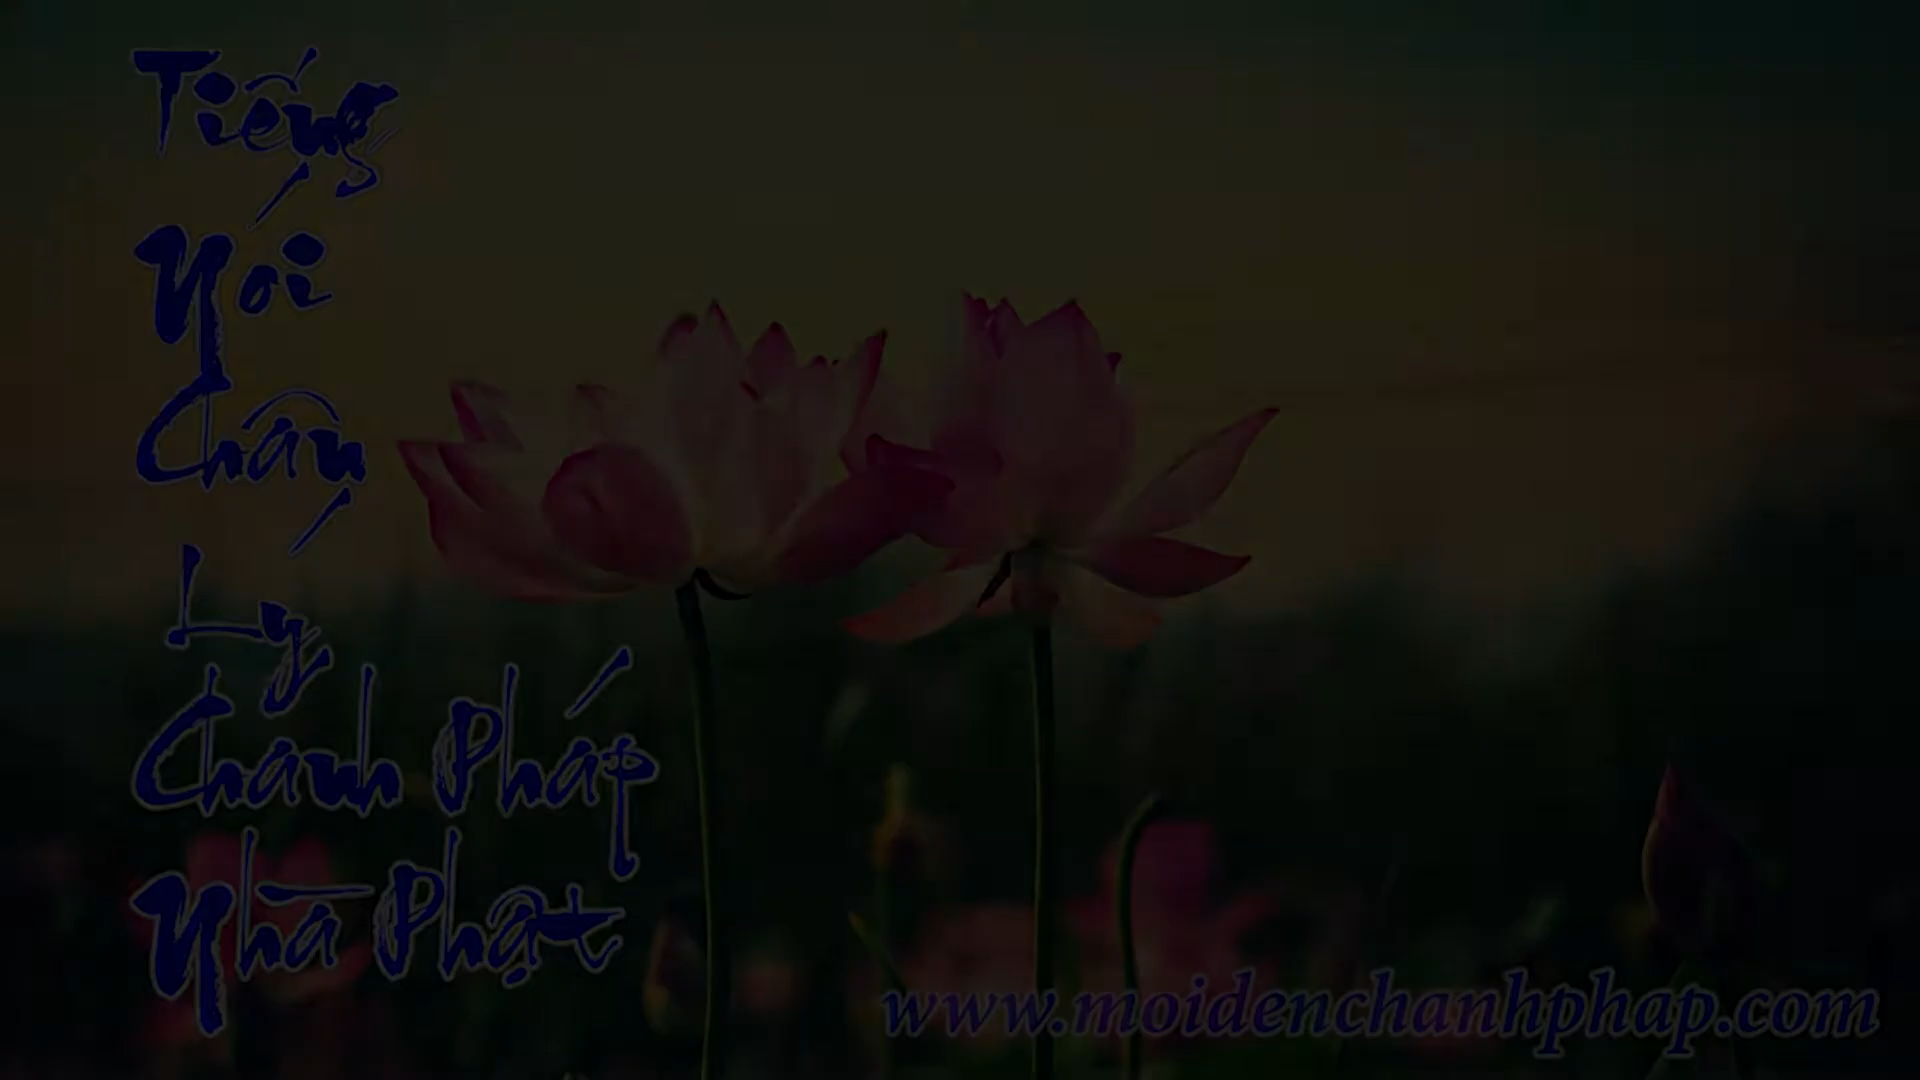 Tiếng
Nói
Chân
Lý
Chánh Pháp
Nhà Phật
www.moidenchanhphap.com